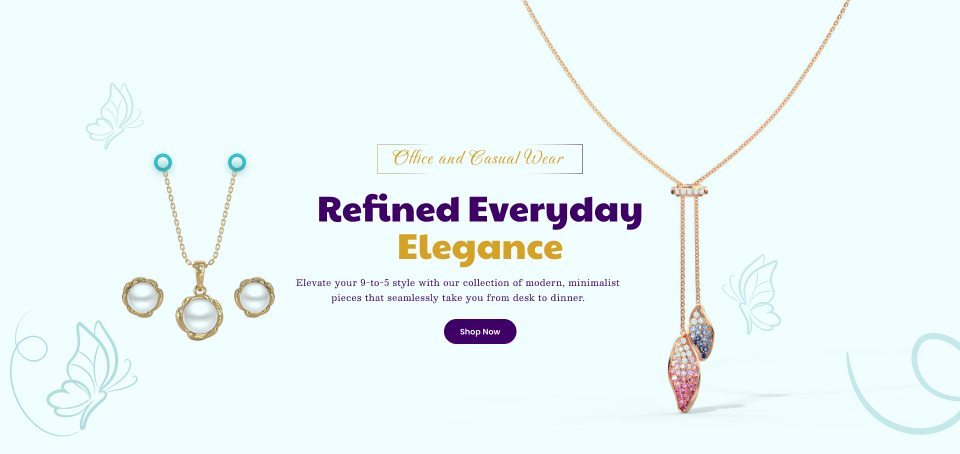 Office and Casual Wear
Refined Everyday
Elegance
Elevate your 9-to-5 style with our collection of modern, minimalist
pieces that seamlessly take you from desk to dinner.
Shop Now